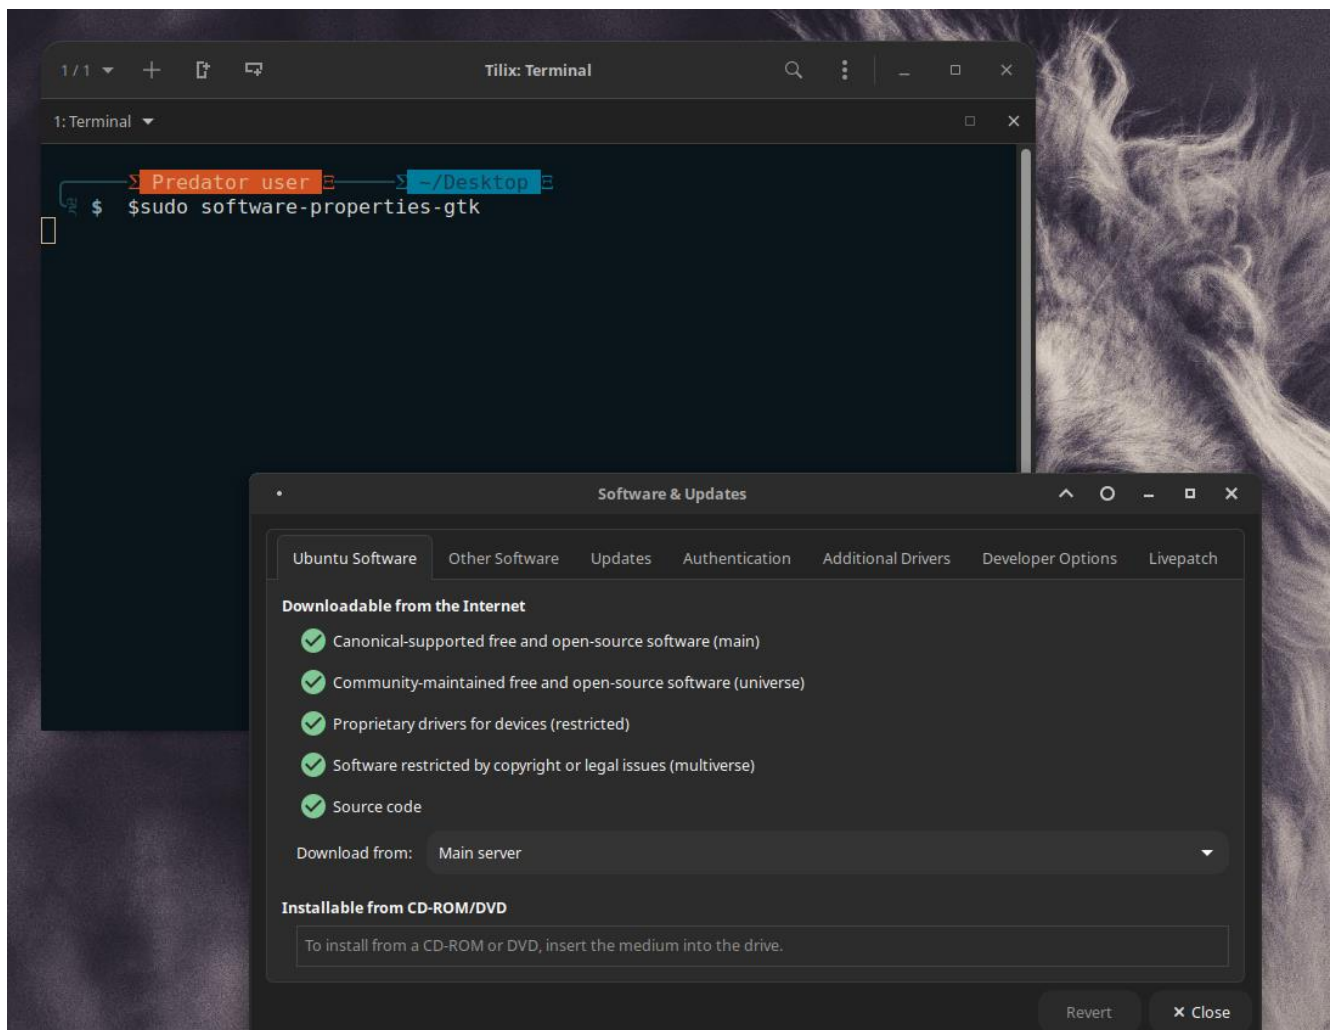 1 / 1
Tilix: Terminal
1: Terminal
Σ Predator user Ξ Σ ~/Desktop Ξ
$ $sudo software-properties-gtk
Software & Updates
Ubuntu Software Other Software Updates Authentication Additional Drivers Developer Options Livepatch
Downloadable from the Internet
Canonical-supported free and open-source software (main)
Community-maintained free and open-source software (universe)
Proprietary drivers for devices (restricted)
Software restricted by copyright or legal issues (multiverse)
Source code
Download from: Main server
Installable from CD-ROM/DVD
To install from a CD-ROM or DVD, insert the medium into the drive.
Revert Close